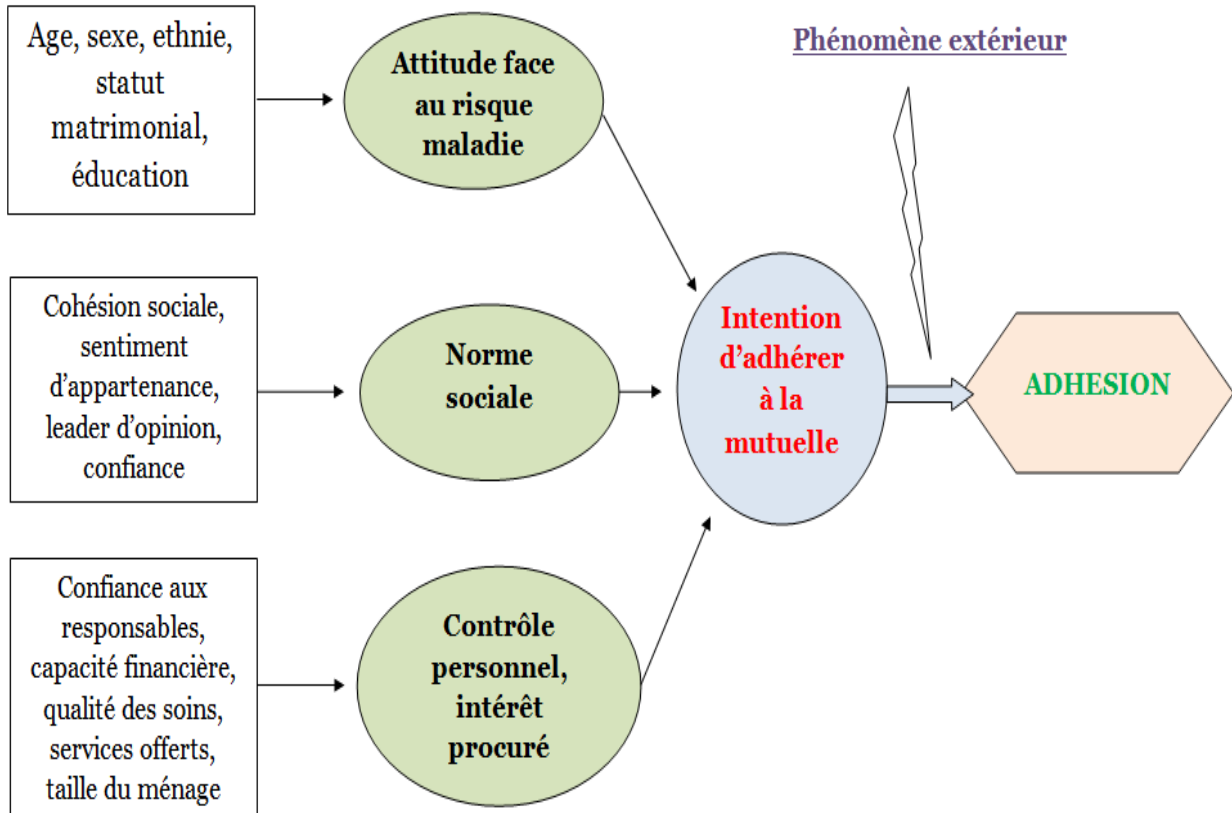 Age, sexe, ethnie,
statut
matrimonial,
éducation
Attitude face
au risque
maladie
Phénomène extérieur
Cohésion sociale,
sentiment
d'appartenance,
leader d'opinion,
confiance
Norme
sociale
Intention
d'adhérer
à la
mutuelle
ADHESION
Confiance aux
responsables,
capacité financière,
qualité des soins,
services offerts,
taille du ménage
Contrôle
personnel,
intérêt
procuré